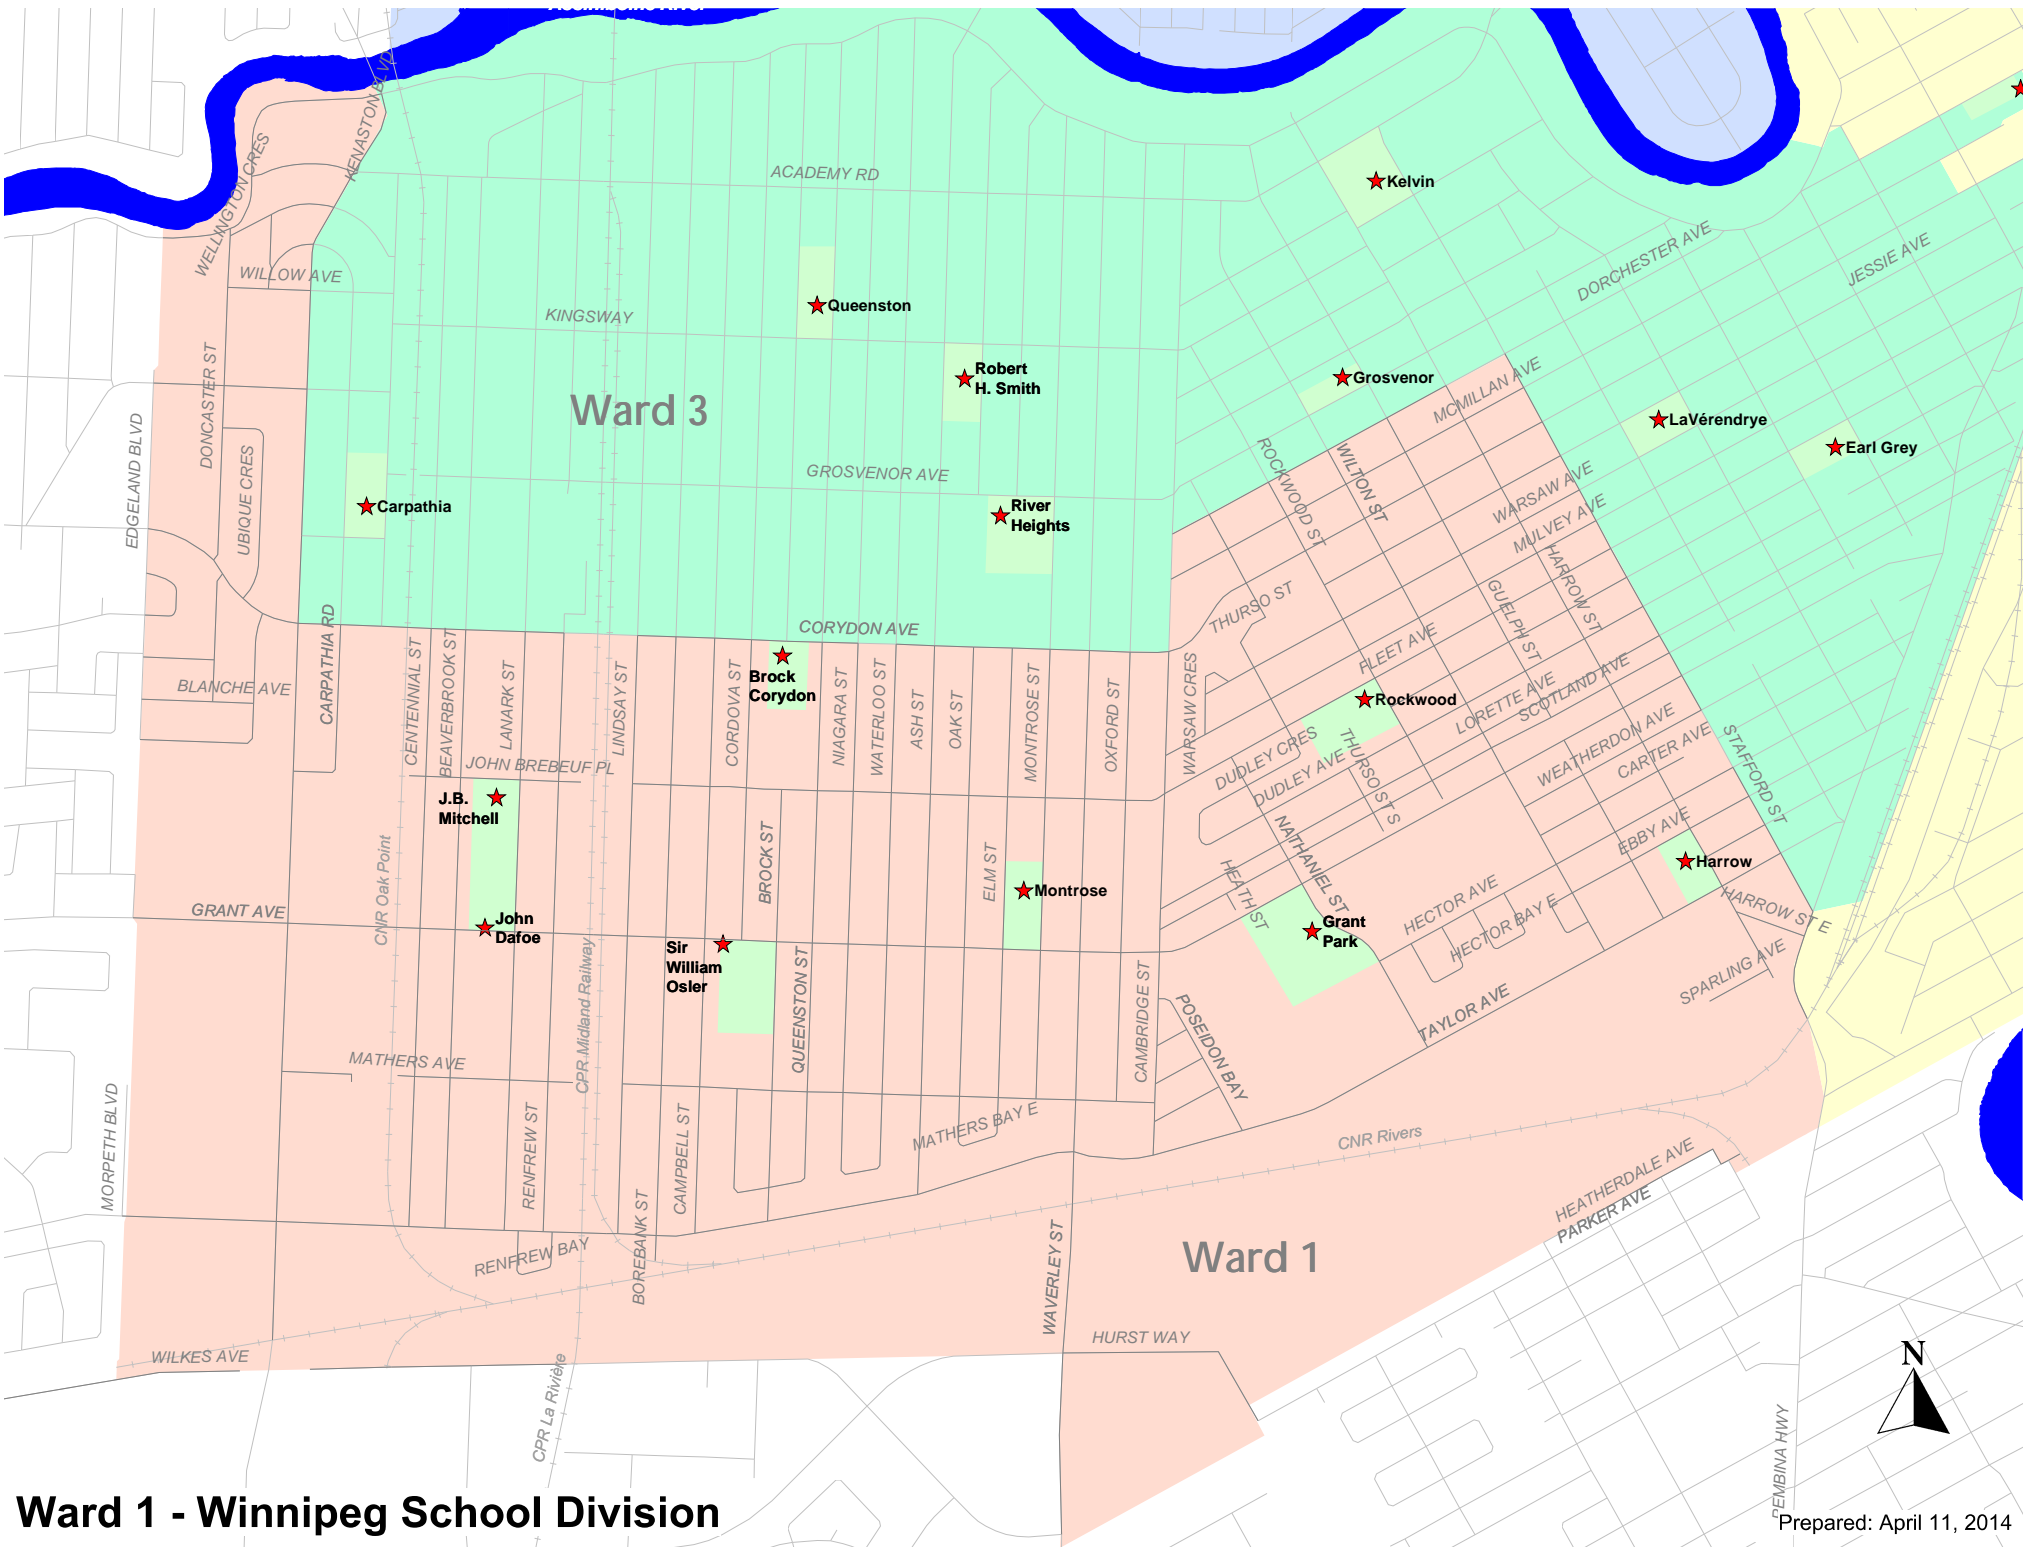 Assiniboine River
KENASTON BLVD
WELLINGTON CRES
ACADEMY RD
Kelvin
WILLOW AVE
DORCHESTER AVE
JESSIE AVE
KINGSWAY
Queenston
Robert
H. Smith
Grosvenor
DONCASTER ST
Ward 3
MCMILLAN AVE
LaVérendrye
Earl Grey
EDGELAND BLVD
UBIQUE CRES
GROSVENOR AVE
ROCKWOOD ST
WILTON ST
WARSAW AVE
MULVEY AVE
Carpathia
River
Heights
HARROW ST
GUELPH ST
THURSO ST
CORYDON AVE
CARPATHIA RD
CENTENNIAL ST
BEAVERBROOK ST
LANARK ST
LINDSAY ST
CORDOVA ST
Brock
Corydon
NIAGARA ST
WATERLOO ST
ASH ST
OAK ST
MONTROSE ST
OXFORD ST
WARSAW CRES
FLEET AVE
Rockwood
LORETTE AVE
SCOTLAND AVE
BLANCHE AVE
JOHN BREBEUF PL
DUDLEY CRES
DUDLEY AVE
THURSO ST S
WEATHERDON AVE
CARTER AVE
STAFFORD ST
J.B.
Mitchell
BROCK ST
ELM ST
Montrose
NATHANIEL ST
HEATH ST
EBBY AVE
Harrow
CNR Oak Point
GRANT AVE
John
Dafoe
Sir
William
Osler
Grant
Park
HECTOR AVE
HECTOR BAY E
HARROW ST E
SPARLING AVE
CPR Midland Railway
QUEENSTON ST
CAMBRIDGE ST
POSEIDON BAY
TAYLOR AVE
MATHERS AVE
MORPETH BLVD
RENFREW ST
CAMPBELL ST
MATHERS BAY E
CNR Rivers
HEATHERDALE AVE
PARKER AVE
RENFREW BAY
BOREBANK ST
WAVERLEY ST
Ward 1
HURST WAY
WILKES AVE
CPR La Rivière
PEMBINA HWY
N
Ward 1 - Winnipeg School Division
Prepared: April 11, 2014